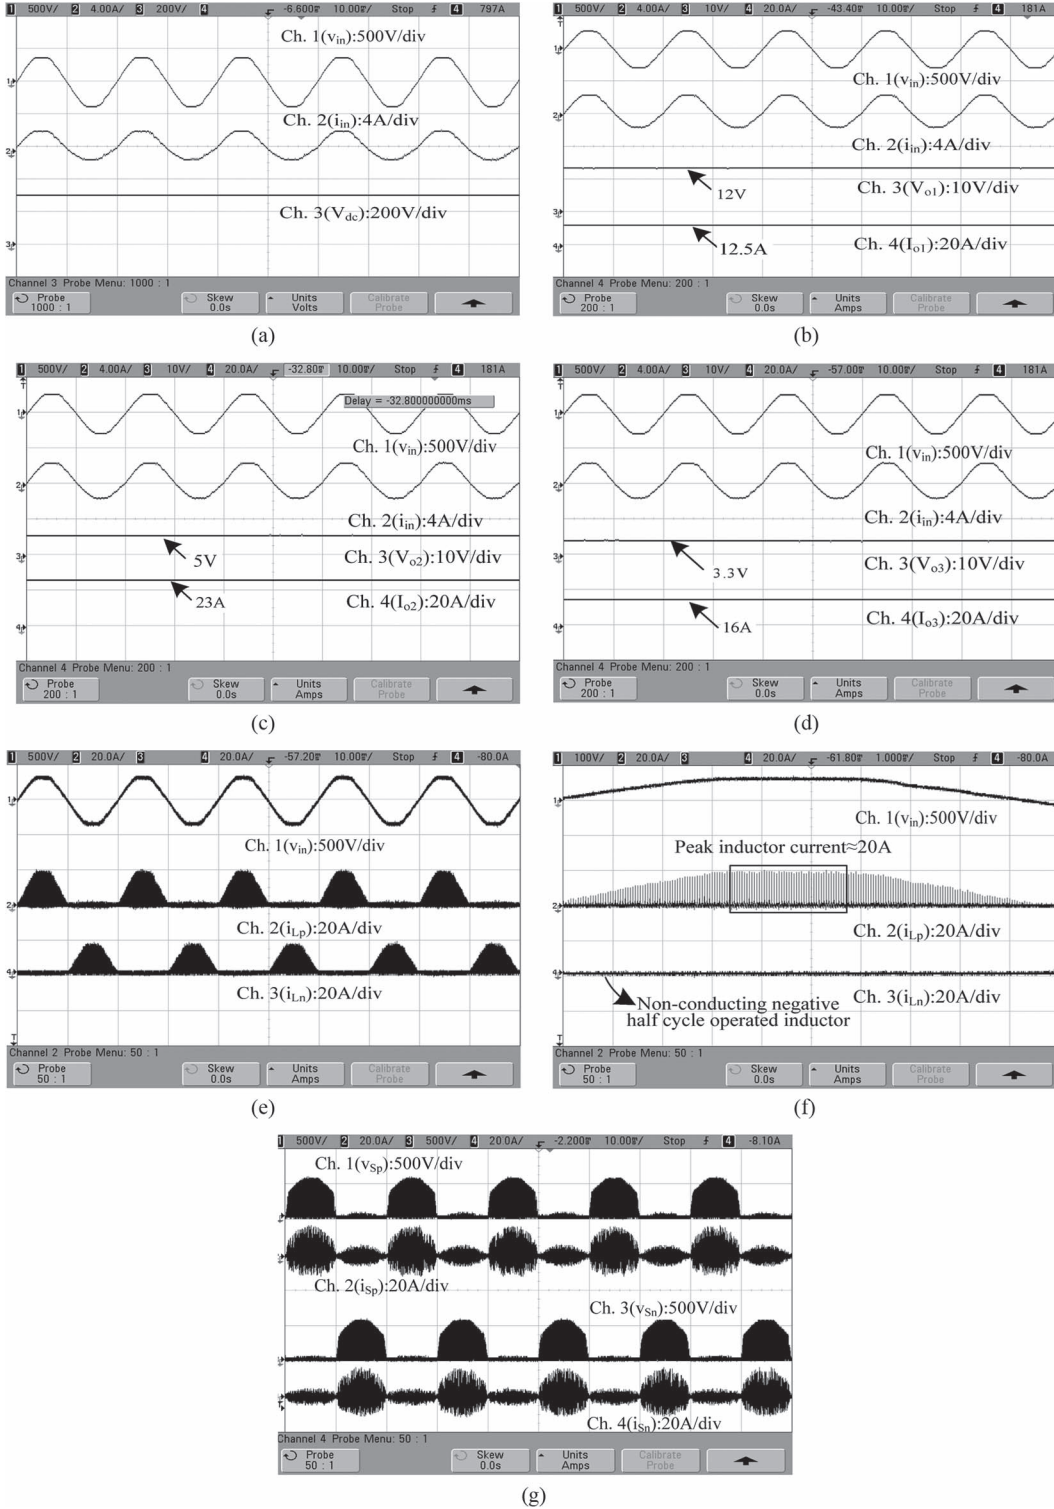 1 500V/ 2 4.00A/ 3 200V/ 4 -6.600 Stop 4 797A
Ch. 1(vin):500V/div
Ch. 2(iin):4A/div
Ch. 3(Vdc):200V/div
Channel 3 Probe Menu: 1000 : 1
Probe 1000 : 1 Skew 0.0s Units Volts Calibrate Probe
(a)
1 500V/ 2 4.00A/ 3 10V/ 4 20.0A/ -43.40 10.00 Stop 4 181A
Ch. 1(vin):500V/div
Ch. 2(iin):4A/div
12V
Ch. 3(Vo1):10V/div
12.5A
Ch. 4(Io1):20A/div
Channel 4 Probe Menu: 200 : 1
Probe 200 : 1 Skew 0.0s Units Amps Calibrate Probe
(b)
1 500V/ 2 4.00A/ 3 10V/ 4 20.0A/ -32.80 10.00 Stop 4 181A
Delay = -32.800000000ms
Ch. 1(vin):500V/div
Ch. 2(iin):4A/div
5V
Ch. 3(Vo2):10V/div
23A
Ch. 4(Io2):20A/div
Channel 4 Probe Menu: 200 : 1
Probe 200 : 1 Skew 0.0s Units Amps Calibrate Probe
(c)
1 500V/ 2 4.00A/ 3 10V/ 4 20.0A/ -57.00 10.00 Stop 4 181A
Ch. 1(vin):500V/div
Ch. 2(iin):4A/div
3.3V
Ch. 3(Vo3):10V/div
16A
Ch. 4(Io3):20A/div
Channel 4 Probe Menu: 200 : 1
Probe 200 : 1 Skew 0.0s Units Amps Calibrate Probe
(d)
1 500V/ 2 20.0A/ 3 4 20.0A/ -57.20 10.00 Stop 4 -80.0A
Ch. 1(vin):500V/div
Ch. 2(iLp):20A/div
Ch. 3(iLn):20A/div
Channel 2 Probe Menu: 50 : 1
Probe 50 : 1 Skew 0.0s Units Amps Calibrate Probe
(e)
1 100V/ 2 20.0A/ 3 4 20.0A/ -61.80 1.000 Stop 4 -80.0A
Ch. 1(vin):500V/div
Peak inductor current≈20A
Ch. 2(iLp):20A/div
Ch. 3(iLn):20A/div
Non-conducting negative
half cycle operated inductor
Channel 2 Probe Menu: 50 : 1
Probe 50 : 1 Skew 0.0s Units Amps Calibrate Probe
(f)
1 500V/ 2 20.0A/ 3 500V/ 4 20.0A/ -2.200 10.00 Stop 4 -8.10A
Ch. 1(vSp):500V/div
Ch. 2(iSp):20A/div
Ch. 3(vSn):500V/div
Ch. 4(iSn):20A/div
Channel 4 Probe Menu: 50 : 1
Probe 50 : 1 Skew 0.0s Units Amps Calibrate Probe
(g)